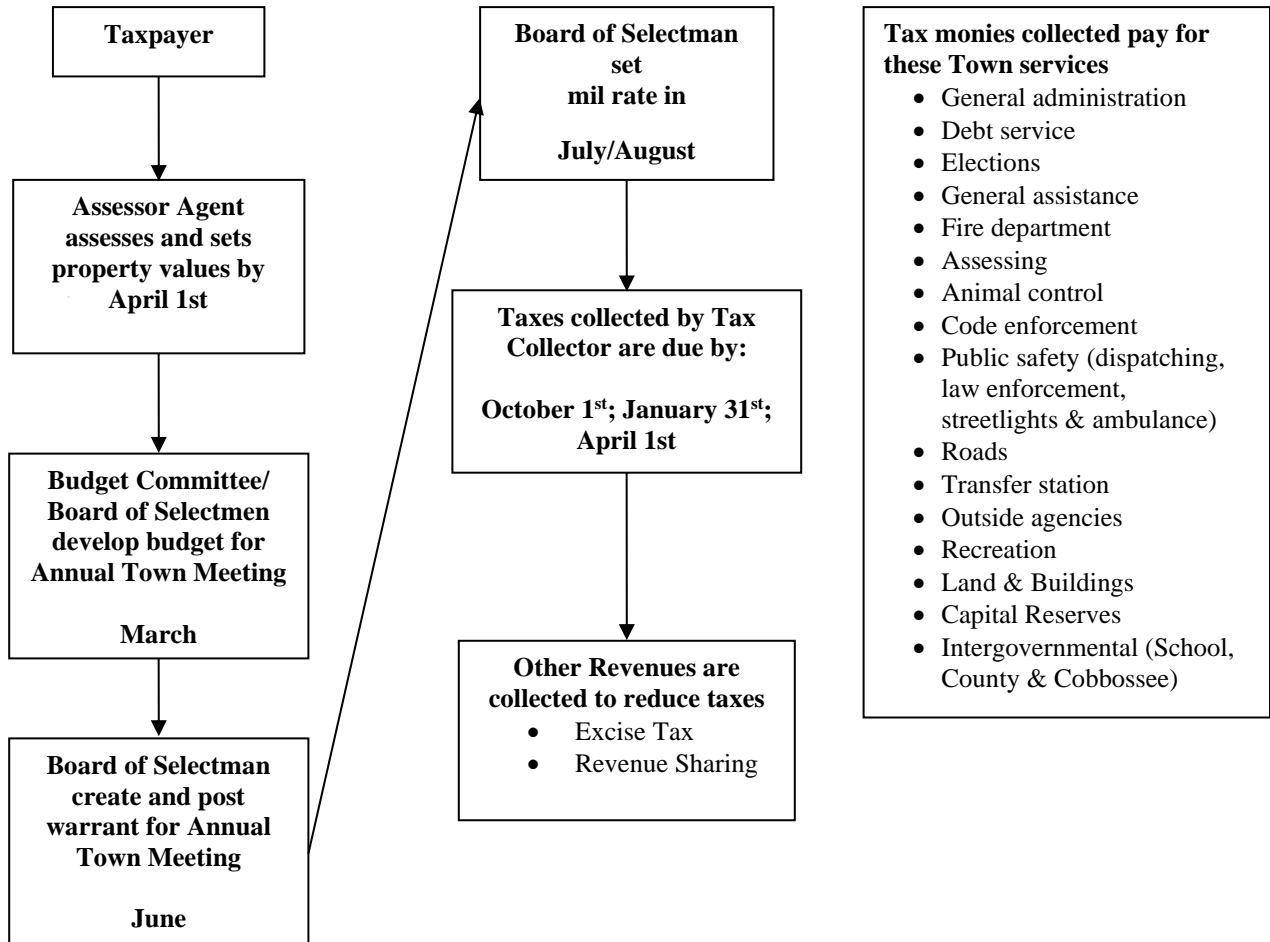 Taxpayer
Assessor Agent
assesses and sets
property values by
April 1st
Budget Committee/
Board of Selectmen
develop budget for
Annual Town Meeting
March
Board of Selectman
create and post
warrant for Annual
Town Meeting
June
Board of Selectman
set
mil rate in
July/August
Taxes collected by Tax
Collector are due by:
October 1st; January 31st;
April 1st
Other Revenues are
collected to reduce taxes
• Excise Tax
• Revenue Sharing
Tax monies collected pay for
these Town services
• General administration
• Debt service
• Elections
• General assistance
• Fire department
• Assessing
• Animal control
• Code enforcement
• Public safety (dispatching,
law enforcement,
streetlights & ambulance)
• Roads
• Transfer station
• Outside agencies
• Recreation
• Land & Buildings
• Capital Reserves
• Intergovernmental (School,
County & Cobbossee)